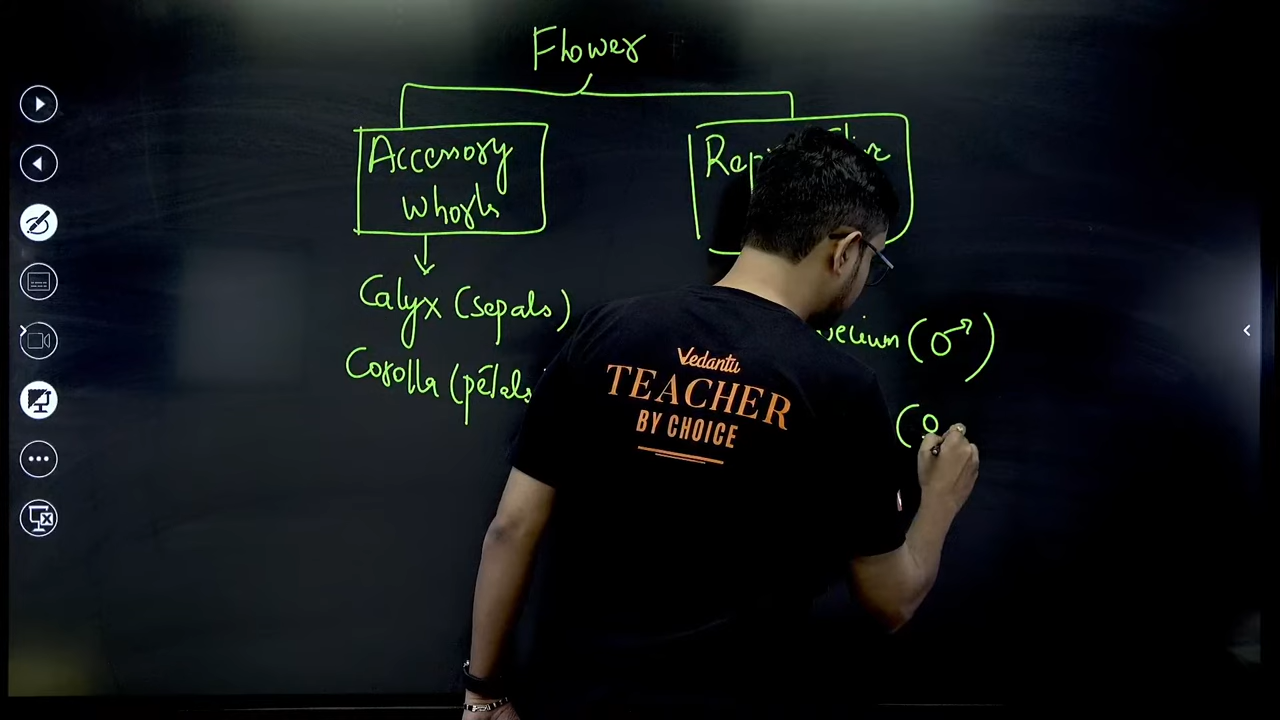 Flower
Accessory
Whorls
Calyx (sepals)
Corolla (petals
(♂)
(♀
Vedantu
TEACHER
BY CHOICE